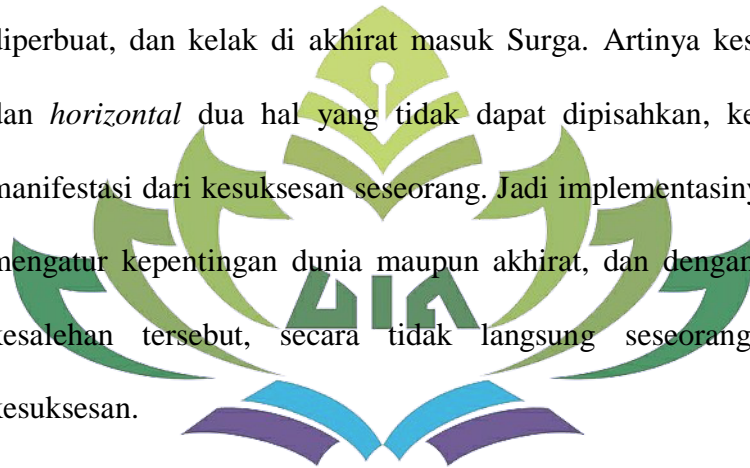 diperbuat, dan kelak di akhirat masuk Surga. Artinya kes
dan horizontal dua hal yang tidak dapat dipisahkan, ke
manifestasi dari kesuksesan seseorang. Jadi implementasiny
mengatur kepentingan dunia maupun akhirat, dan dengan
UIN
kesalehan tersebut, secara tidak langsung seseorang
kesuksesan.